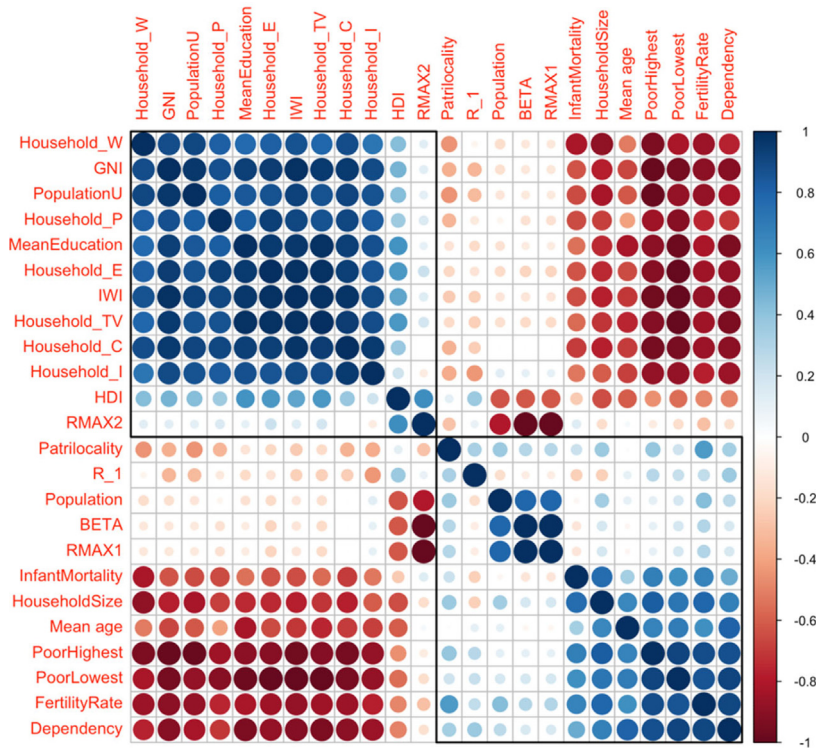 Household_W
GNI
PopulationU
Household_P
MeanEducation
Household_E
IWI
Household_TV
Household_C
Household_I
HDI
RMAX2
Patrilocality
R_1
Population
BETA
RMAX1
InfantMortality
HouseholdSize
Mean age
PoorHighest
PoorLowest
FertilityRate
Dependency
Household_W
GNI
PopulationU
Household_P
MeanEducation
Household_E
IWI
Household_TV
Household_C
Household_I
HDI
RMAX2
Patrilocality
R_1
Population
BETA
RMAX1
InfantMortality
HouseholdSize
Mean age
PoorHighest
PoorLowest
FertilityRate
Dependency
1
0.8
0.6
0.4
0.2
0
-0.2
-0.4
-0.6
-0.8
-1